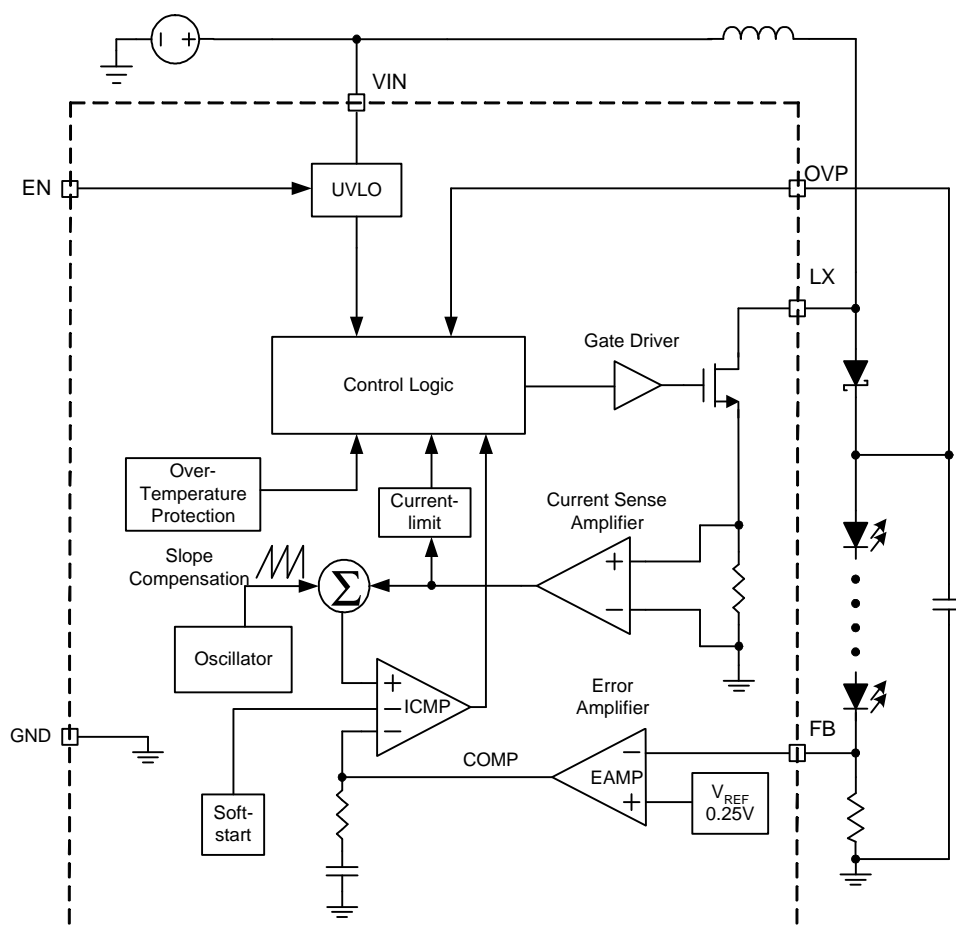 VIN
EN
UVLO
OVP
LX
Gate Driver
Control Logic
Over-
Temperature
Protection
Current-
limit
Current Sense
Amplifier
Slope
Compensation
Σ
+
−
Oscillator
+
−
−
ICMP
Error
Amplifier
GND
FB
COMP
−
EAMP
+
VREF
0.25V
Soft-
start